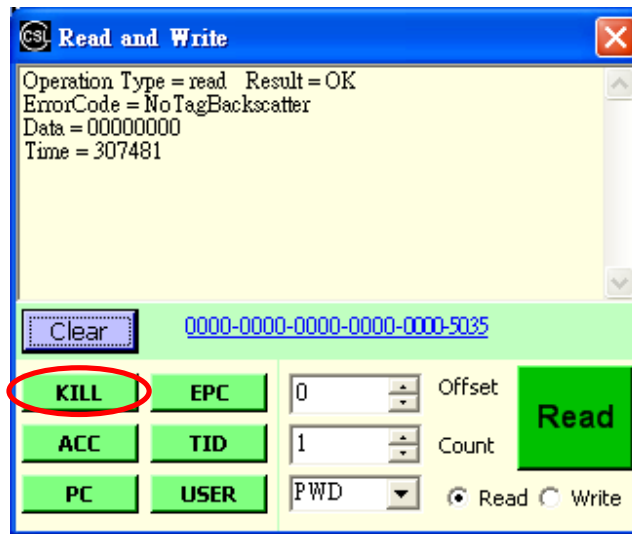 CSL Read and Write
Operation Type = read Result = OK
ErrorCode = NoTagBackscatter
Data = 00000000
Time = 307481
Clear 0000-0000-0000-0000-0000-5035
KILL EPC 0 Offset
Read
ACC TID 1 Count
PC USER PWD Read Write